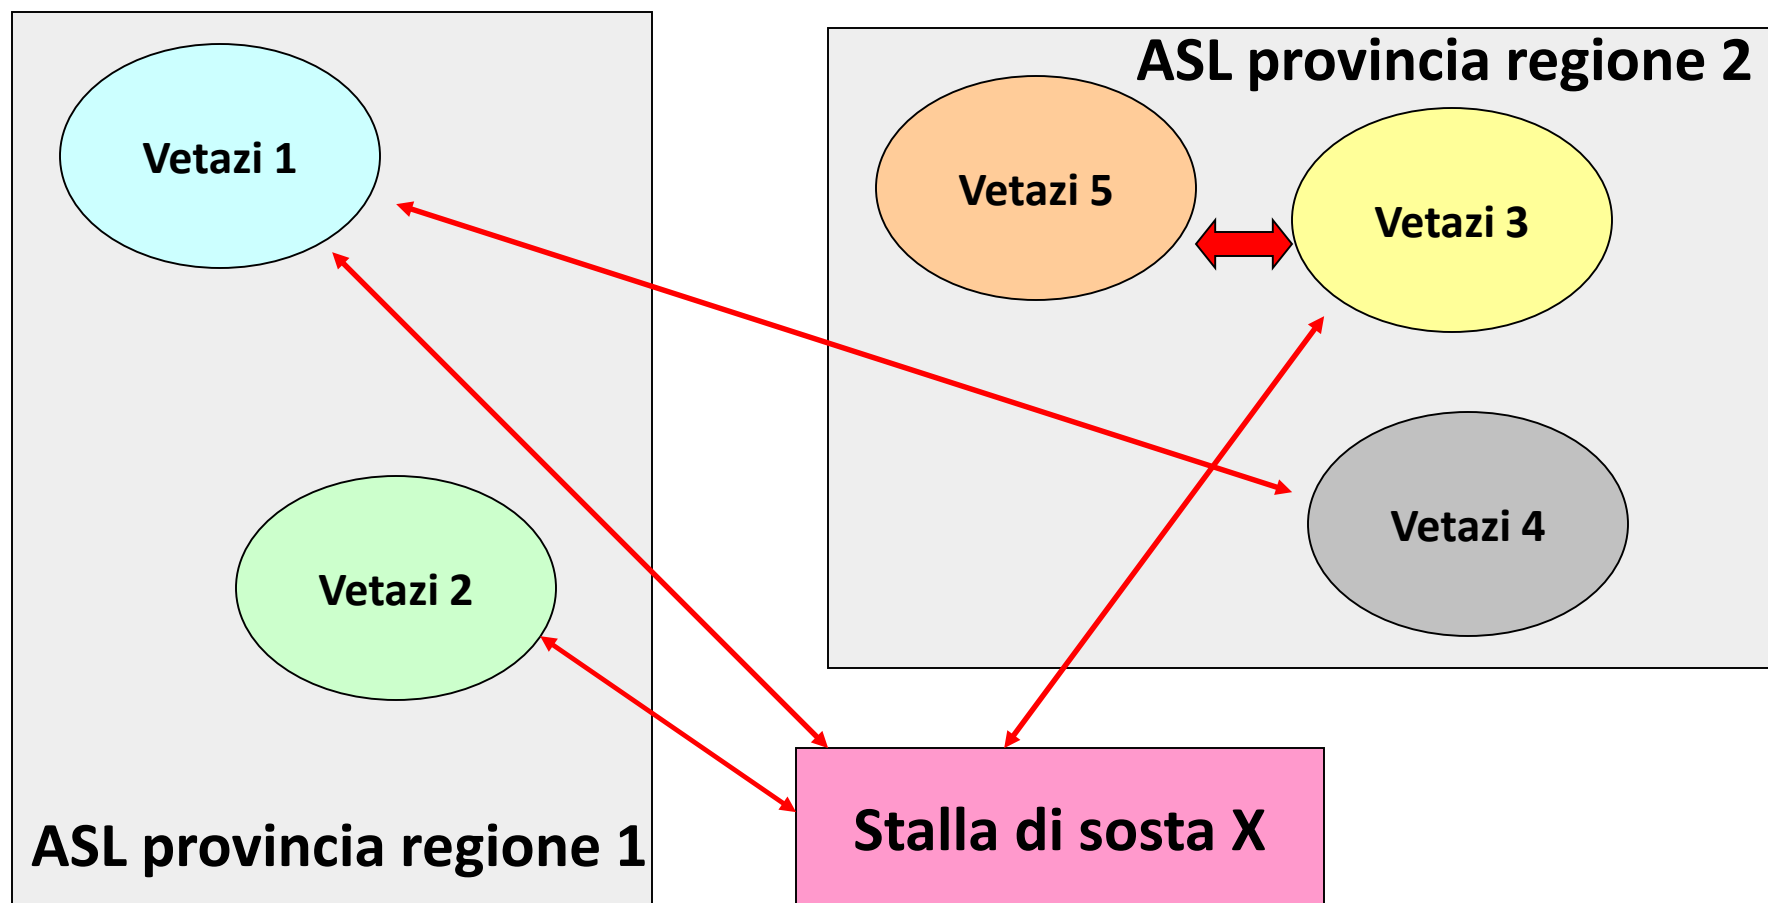 ASL provincia regione 2
Vetazi 1
Vetazi 5
Vetazi 3
Vetazi 4
Vetazi 2
Stalla di sosta X
ASL provincia regione 1